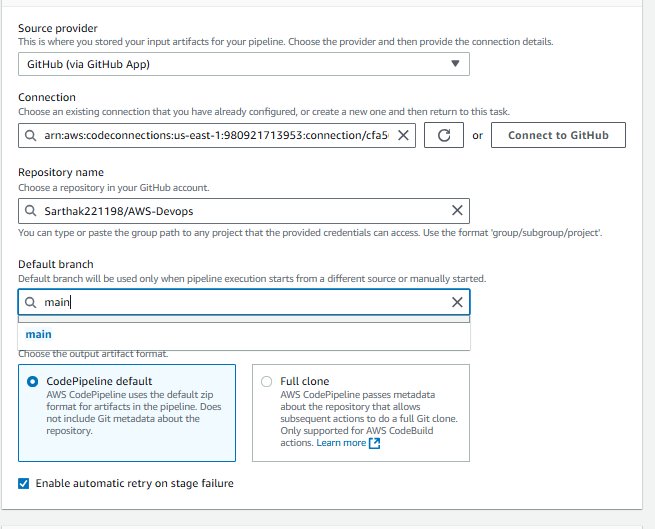 Source provider
This is where you stored your input artifacts for your pipeline. Choose the provider and then provide the connection details.
GitHub (via GitHub App)
Connection
Choose an existing connection that you have already configured, or create a new one and then return to this task.
arn:aws:codeconnections:us-east-1:980921713953:connection/cfa5
or
Connect to GitHub
Repository name
Choose a repository in your GitHub account.
Sarthak221198/AWS-Devops
You can type or paste the group path to any project that the provided credentials can access. Use the format 'group/subgroup/project'.
Default branch
Default branch will be used only when pipeline execution starts from a different source or manually started.
main
main
Choose the output artifact format.
CodePipeline default
AWS CodePipeline uses the default zip
format for artifacts in the pipeline. Does
not include Git metadata about the
repository.
Full clone
AWS CodePipeline passes metadata
about the repository that allows
subsequent actions to do a full Git clone.
Only supported for AWS CodeBuild
actions. Learn more
Enable automatic retry on stage failure